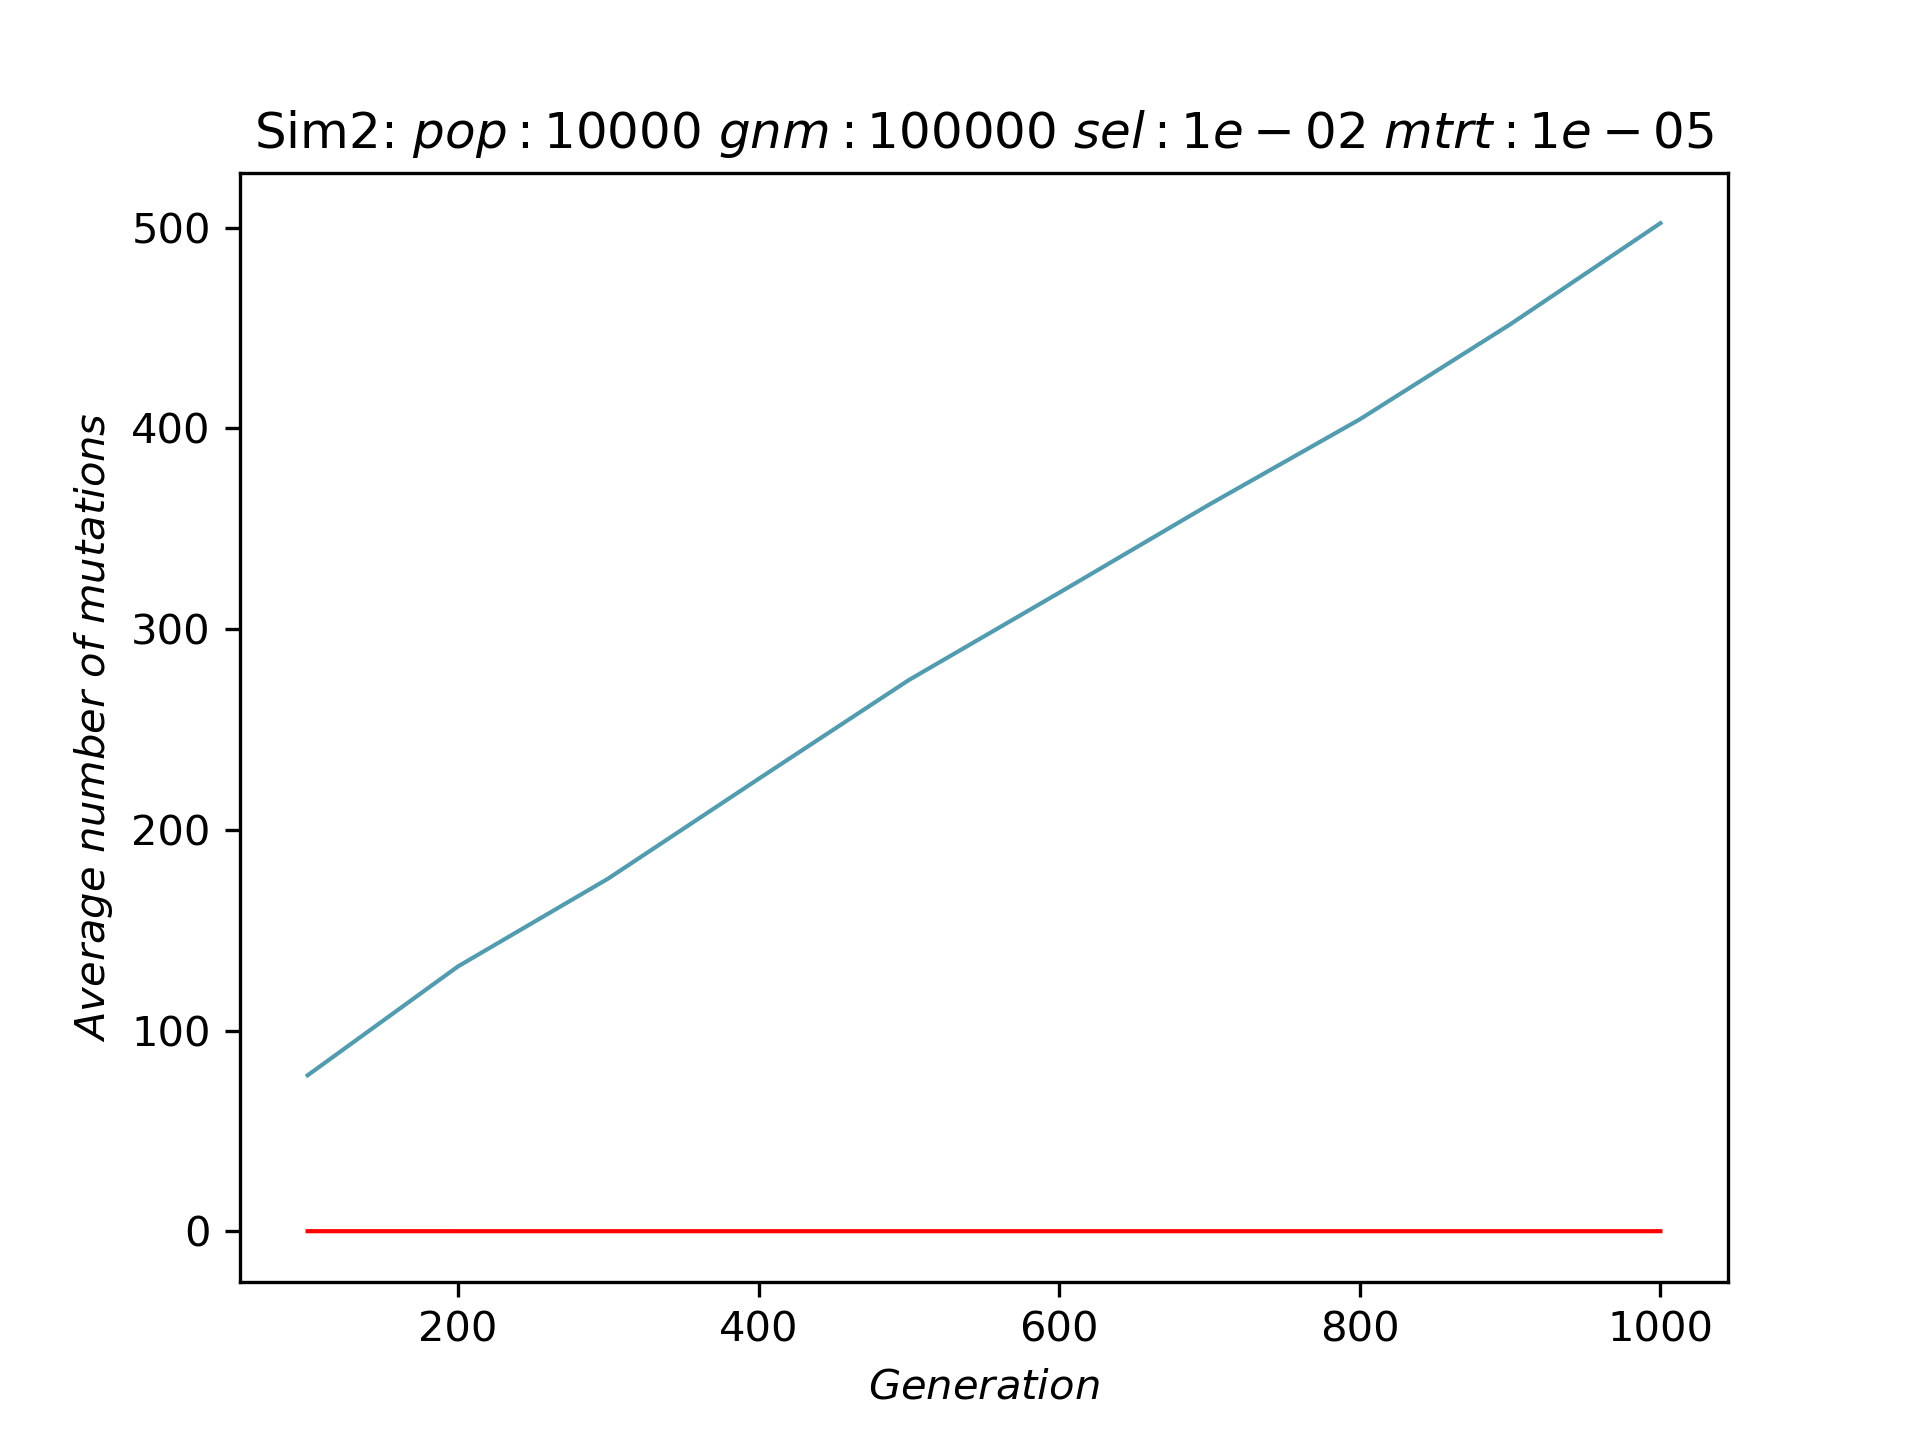 Sim2: pop : 10000 gnm : 100000 sel : 1e − 02 mtrt : 1e − 05
500
400
300
200
100
0
Average number of mutations
200 400 600 800 1000
Generation